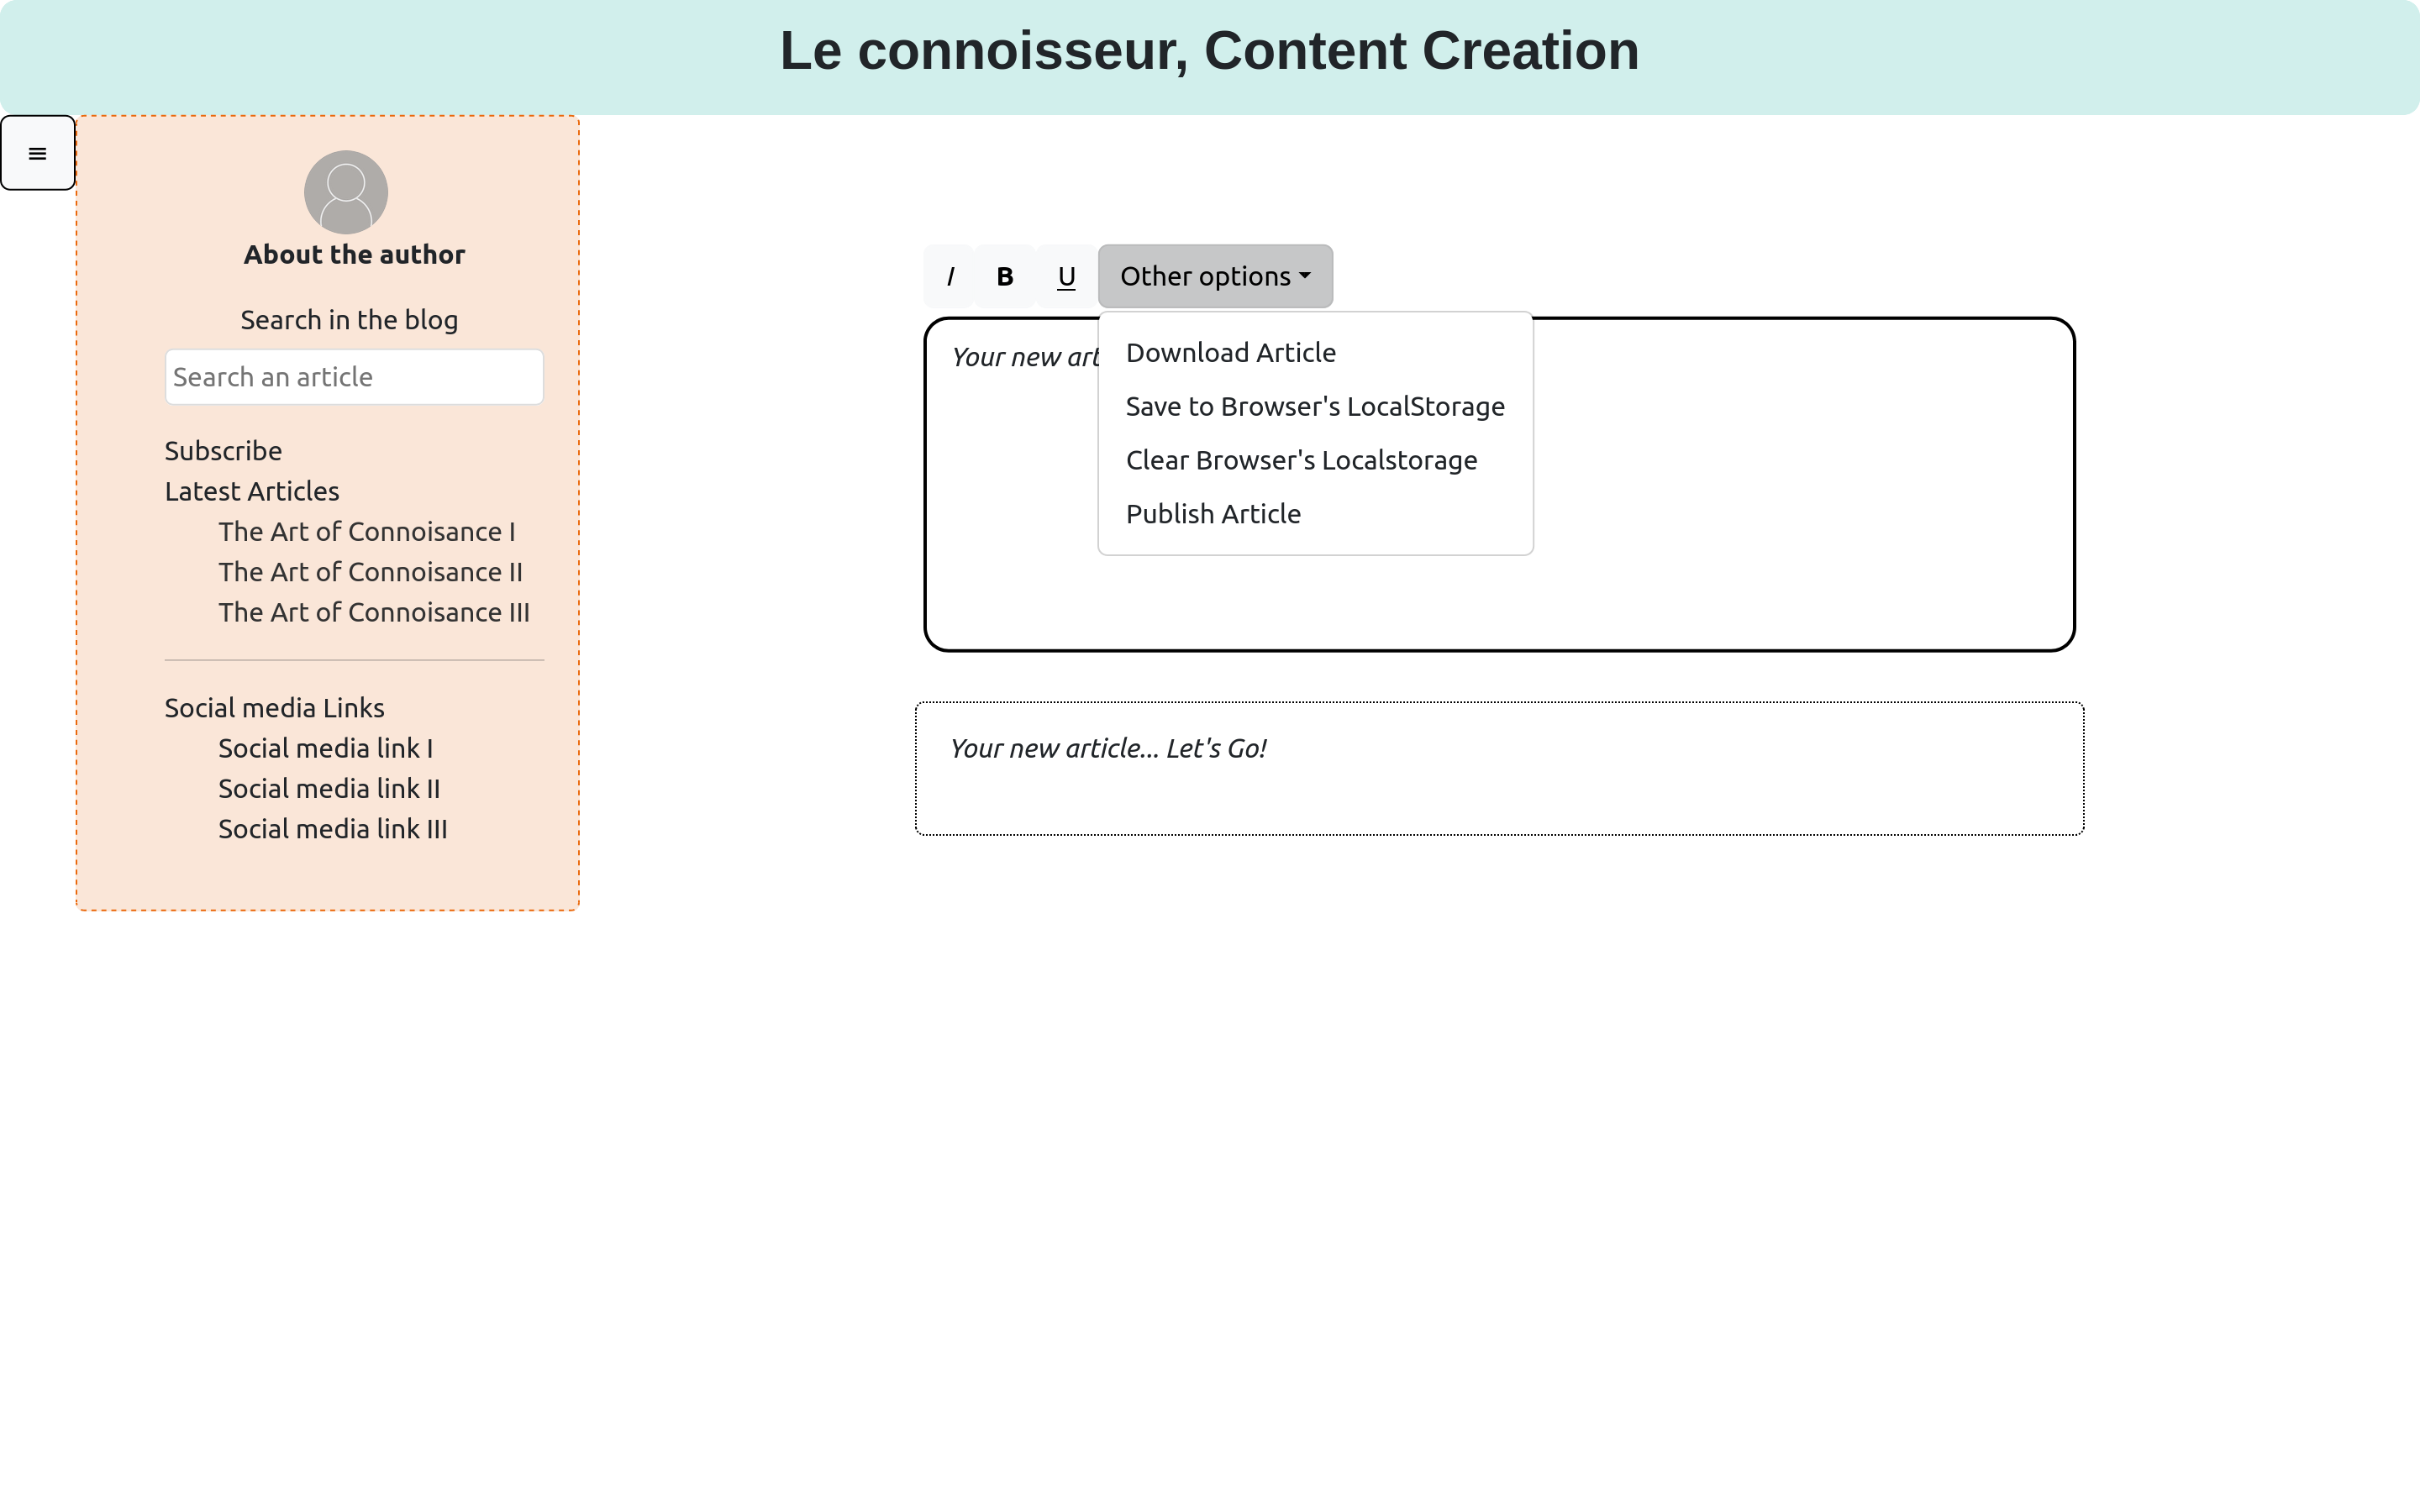 Le connoisseur, Content Creation
≡
About the author
Search in the blog
Search an article
Subscribe
Latest Articles
The Art of Connoisance I
The Art of Connoisance II
The Art of Connoisance III
Social media Links
Social media link I
Social media link II
Social media link III
I B U Other options
Your new art
Download Article
Save to Browser's LocalStorage
Clear Browser's Localstorage
Publish Article
Your new article... Let's Go!